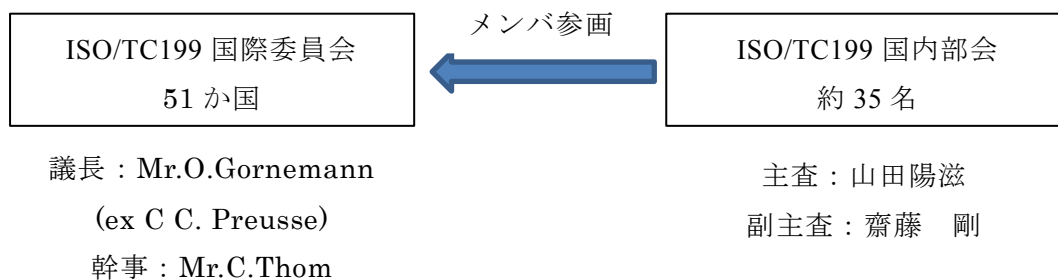 ISO/TC199 国際委員会
51 か国
議長：Mr.O.Gornemann
(ex C C. Preusse)
幹事：Mr.C.Thom
メンバ参画
ISO/TC199 国内部会
約 35 名
主査：山田陽滋
副主査：齋藤　剛